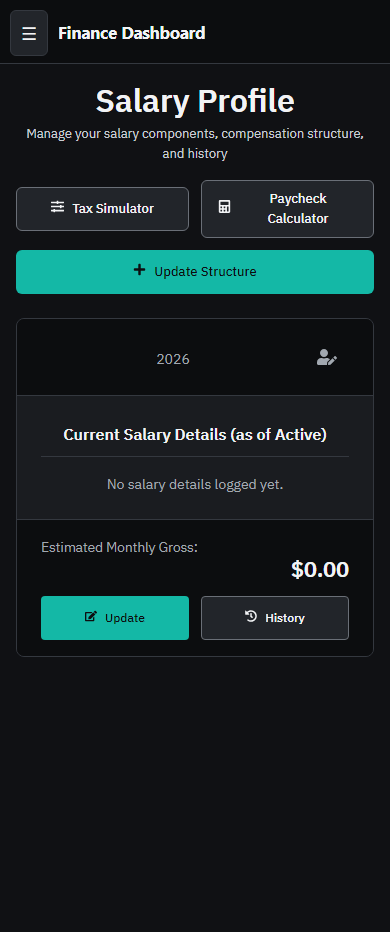 Finance Dashboard
Salary Profile
Manage your salary components, compensation structure,
and history
Tax Simulator
Paycheck
Calculator
Update Structure
2026
Current Salary Details (as of Active)
No salary details logged yet.
Estimated Monthly Gross:
$0.00
Update
History